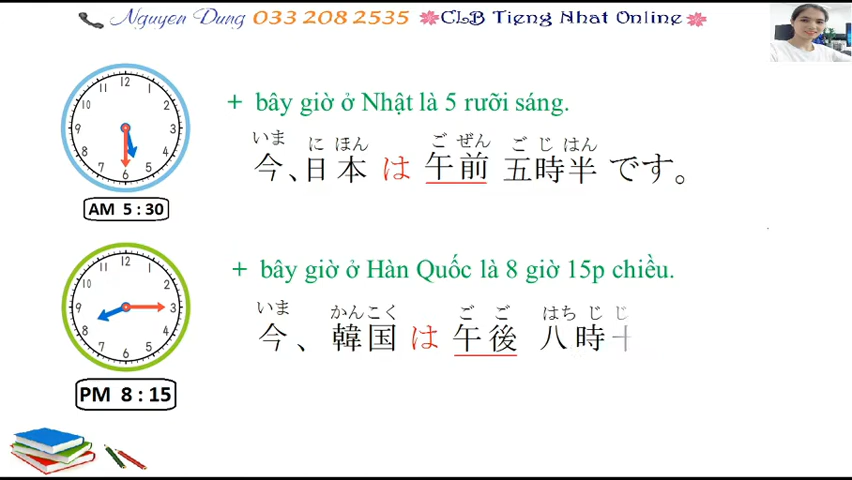 Nguyen Dung 033 208 2535 CLB Tieng Nhat Online
12
11
1
10
2
9
3
8
4
7
5
6
AM 5 : 30
+ bây giờ ở Nhật là 5 rưỡi sáng.
いま に ほん ご ぜん ご じ はん
今、日本 は 午前 五時半 です。
12
11
1
10
2
9
3
8
4
7
5
6
PM 8 : 15
+ bây giờ ở Hàn Quốc là 8 giờ 15p chiều.
いま かんこく ご ご はち じ じ
今、韓国 は 午後 八時十